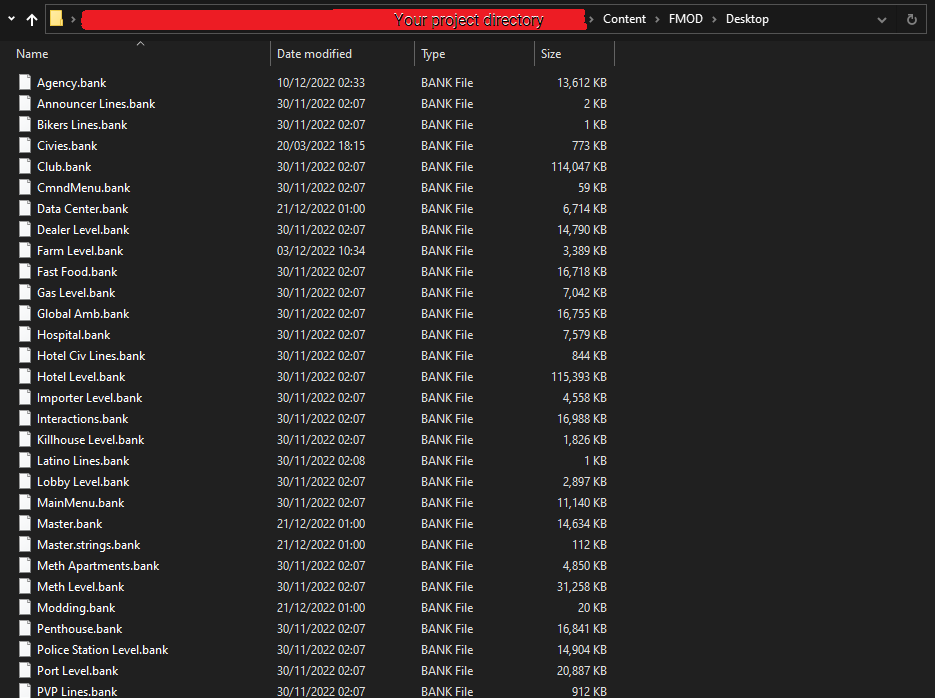 Your project directory > Content > FMOD > Desktop
Name Date modified Type Size
Agency.bank 10/12/2022 02:33 BANK File 13,612 KB
Announcer Lines.bank 30/11/2022 02:07 BANK File 2 KB
Bikers Lines.bank 30/11/2022 02:07 BANK File 1 KB
Civies.bank 20/03/2022 18:15 BANK File 773 KB
Club.bank 30/11/2022 02:07 BANK File 114,047 KB
CmndMenu.bank 30/11/2022 02:07 BANK File 59 KB
Data Center.bank 21/12/2022 01:00 BANK File 6,714 KB
Dealer Level.bank 30/11/2022 02:07 BANK File 14,790 KB
Farm Level.bank 03/12/2022 10:34 BANK File 3,389 KB
Fast Food.bank 30/11/2022 02:07 BANK File 16,718 KB
Gas Level.bank 30/11/2022 02:07 BANK File 7,042 KB
Global Amb.bank 30/11/2022 02:07 BANK File 16,755 KB
Hospital.bank 30/11/2022 02:07 BANK File 7,579 KB
Hotel Civ Lines.bank 30/11/2022 02:07 BANK File 844 KB
Hotel Level.bank 30/11/2022 02:07 BANK File 115,393 KB
Importer Level.bank 30/11/2022 02:07 BANK File 4,558 KB
Interactions.bank 30/11/2022 02:07 BANK File 16,988 KB
Killhouse Level.bank 30/11/2022 02:07 BANK File 1,826 KB
Latino Lines.bank 30/11/2022 02:08 BANK File 1 KB
Lobby Level.bank 30/11/2022 02:07 BANK File 2,897 KB
MainMenu.bank 30/11/2022 02:07 BANK File 11,140 KB
Master.bank 21/12/2022 01:00 BANK File 14,634 KB
Master.strings.bank 21/12/2022 01:00 BANK File 112 KB
Meth Apartments.bank 30/11/2022 02:07 BANK File 4,850 KB
Meth Level.bank 30/11/2022 02:07 BANK File 31,258 KB
Modding.bank 21/12/2022 01:00 BANK File 20 KB
Penthouse.bank 30/11/2022 02:07 BANK File 16,841 KB
Police Station Level.bank 30/11/2022 02:07 BANK File 14,904 KB
Port Level.bank 30/11/2022 02:07 BANK File 20,887 KB
PVP Lines.bank 30/11/2022 02:07 BANK File 912 KB